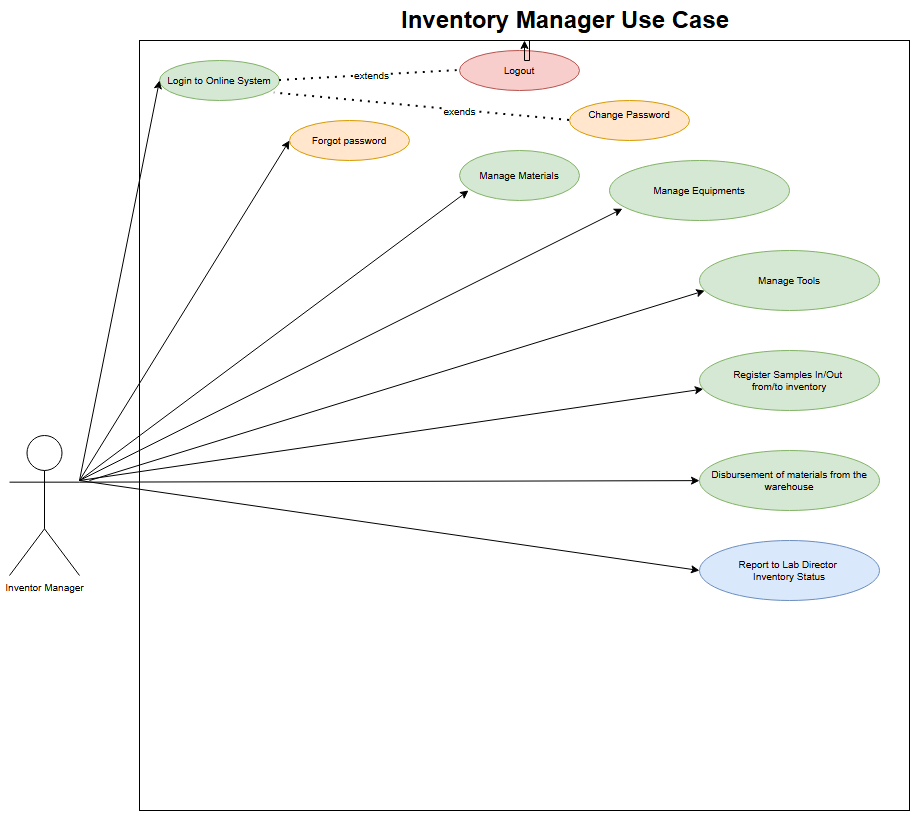 Inventory Manager Use Case
Login to Online System
extends
Logout
exends
Change Password
Forgot password
Manage Materials
Manage Equipments
Manage Tools
Register Samples In/Out
from/to inventory
Disbursement of materials from the
warehouse
Report to Lab Director
Inventory Status
Inventor Manager